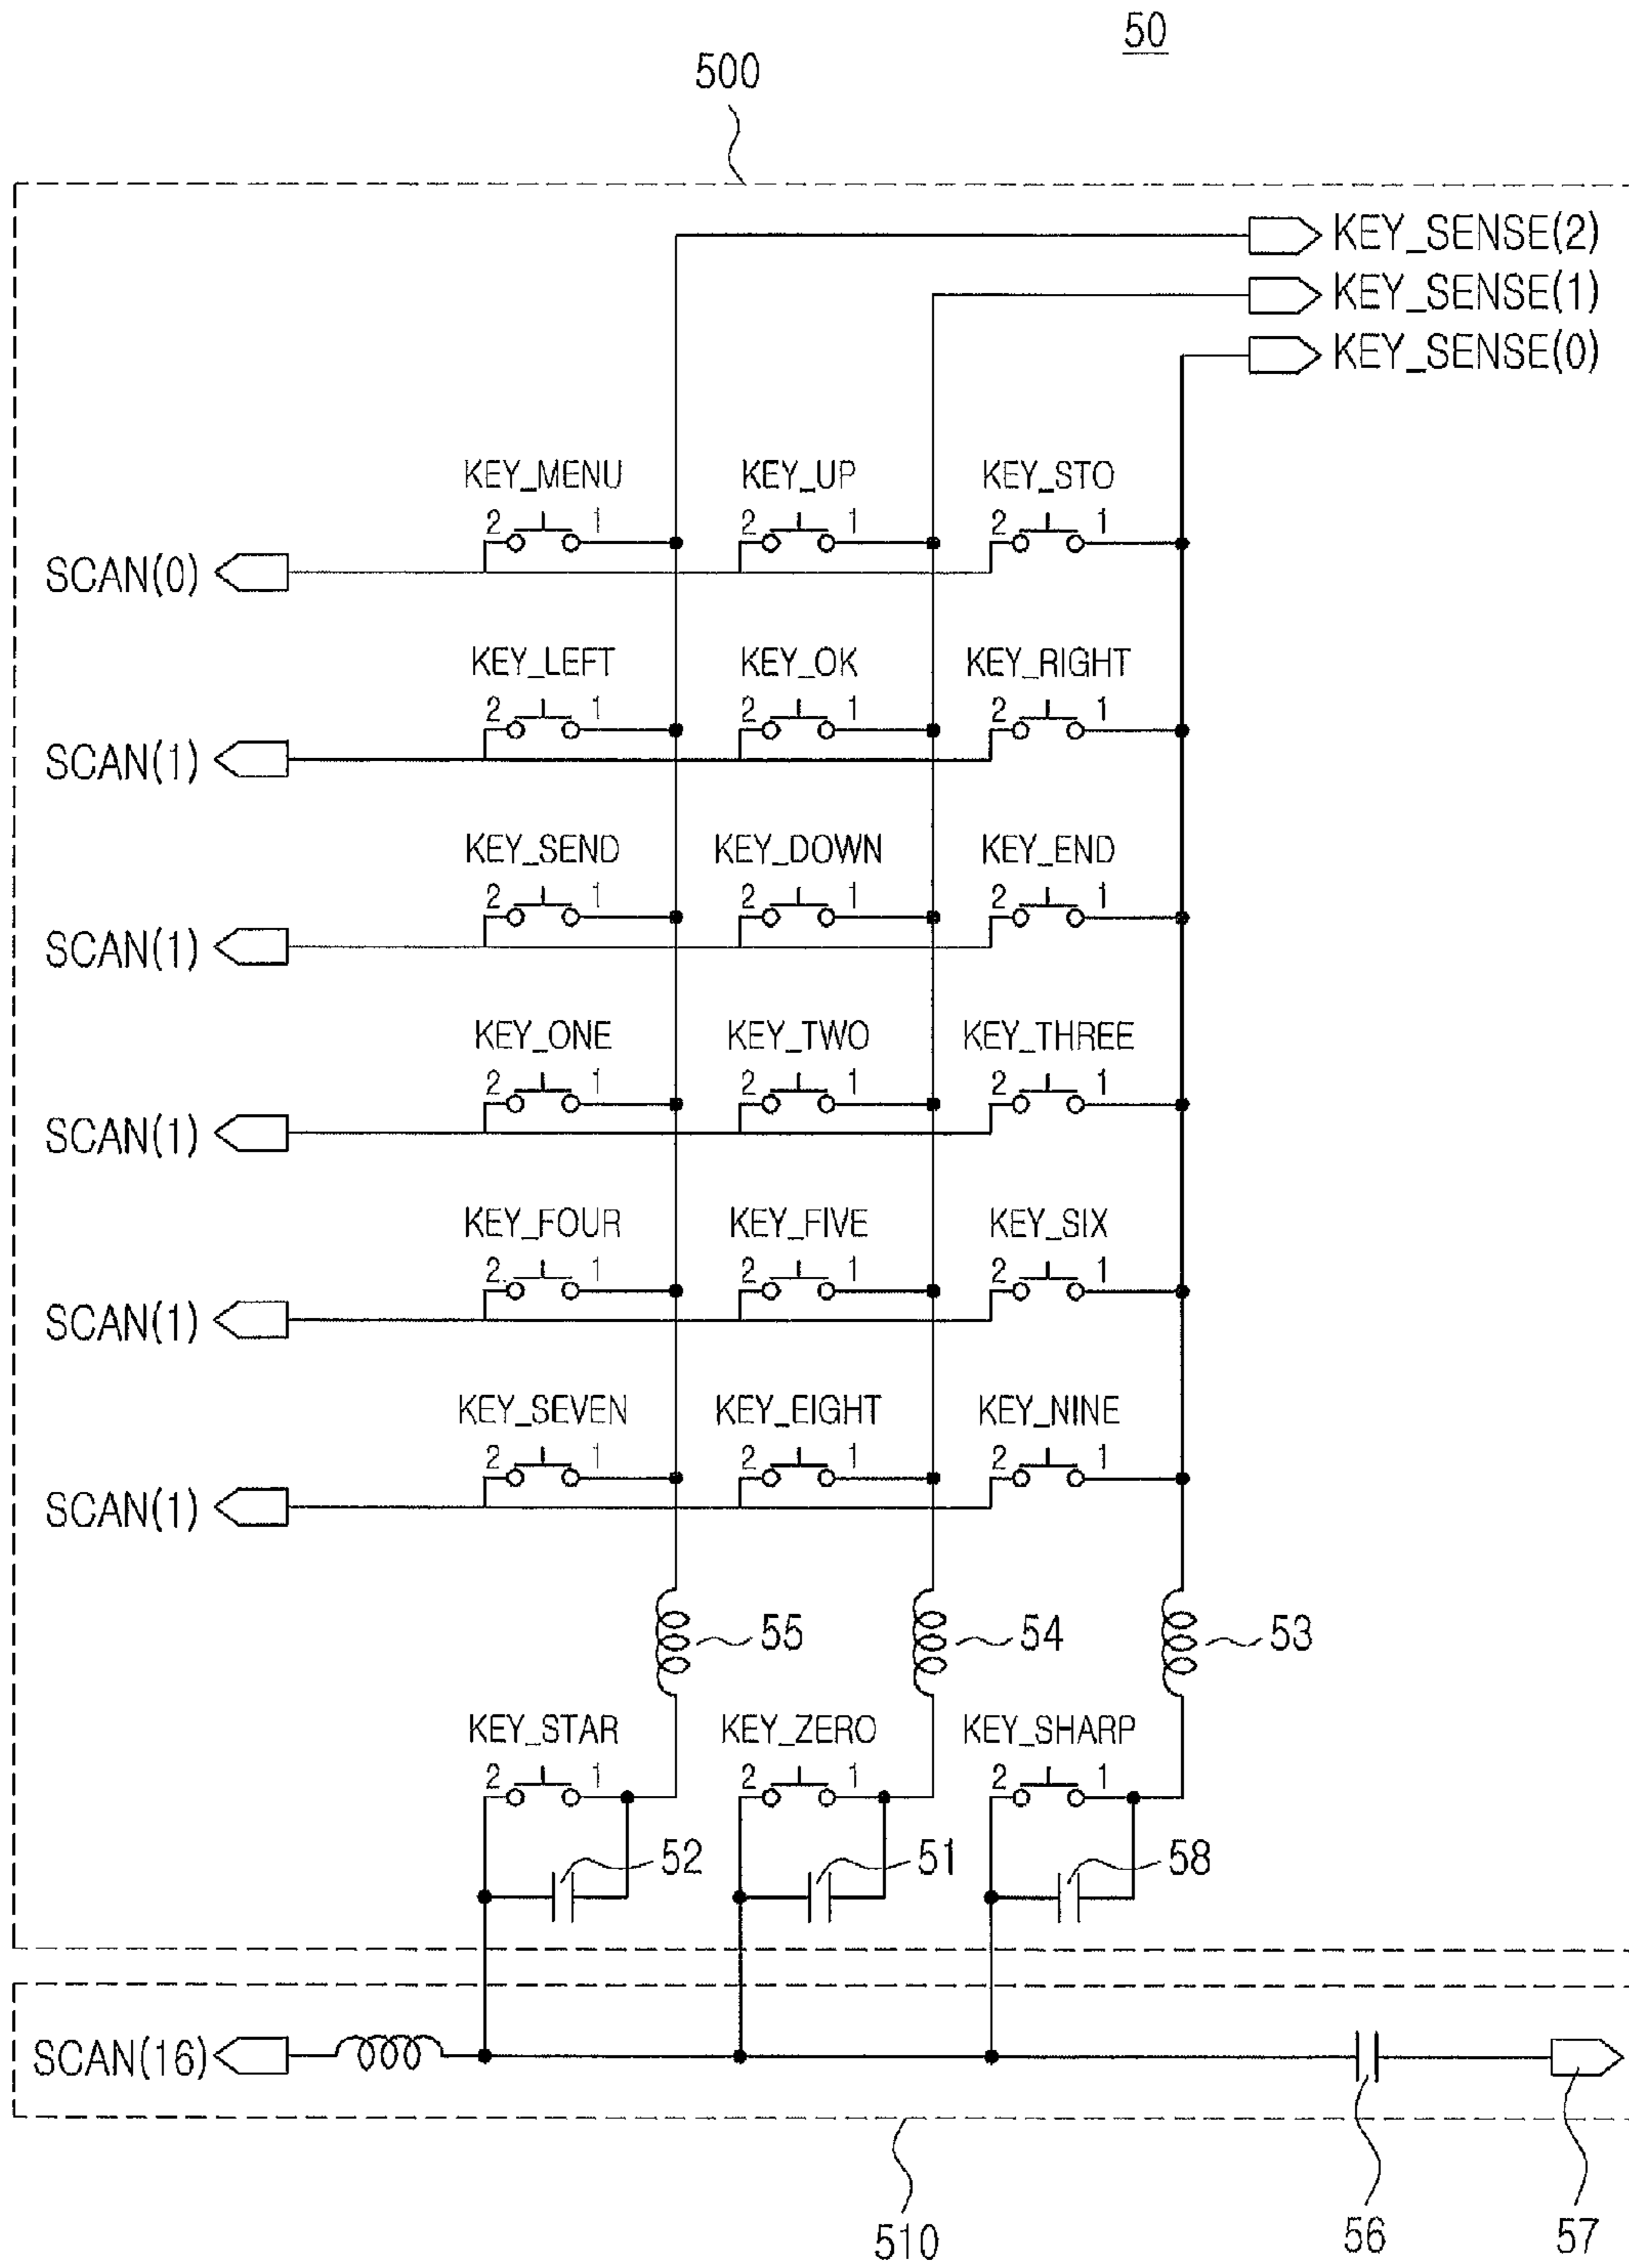 50
500
KEY_SENSE(2)
KEY_SENSE(1)
KEY_SENSE(0)
KEY_MENU KEY_UP KEY_STO
2 1 2 1 2 1
SCAN(0)
KEY_LEFT KEY_OK KEY_RIGHT
2 1 2 1 2 1
SCAN(1)
KEY_SEND KEY_DOWN KEY_END
2 1 2 1 2 1
SCAN(1)
KEY_ONE KEY_TWO KEY_THREE
2 1 2 1 2 1
SCAN(1)
KEY_FOUR KEY_FIVE KEY_SIX
2 1 2 1 2 1
SCAN(1)
KEY_SEVEN KEY_EIGHT KEY_NINE
2 1 2 1 2 1
SCAN(1)
55 54 53
KEY_STAR KEY_ZERO KEY_SHARP
2 1 2 1 2 1
52 51 58
SCAN(16)
510 56 57